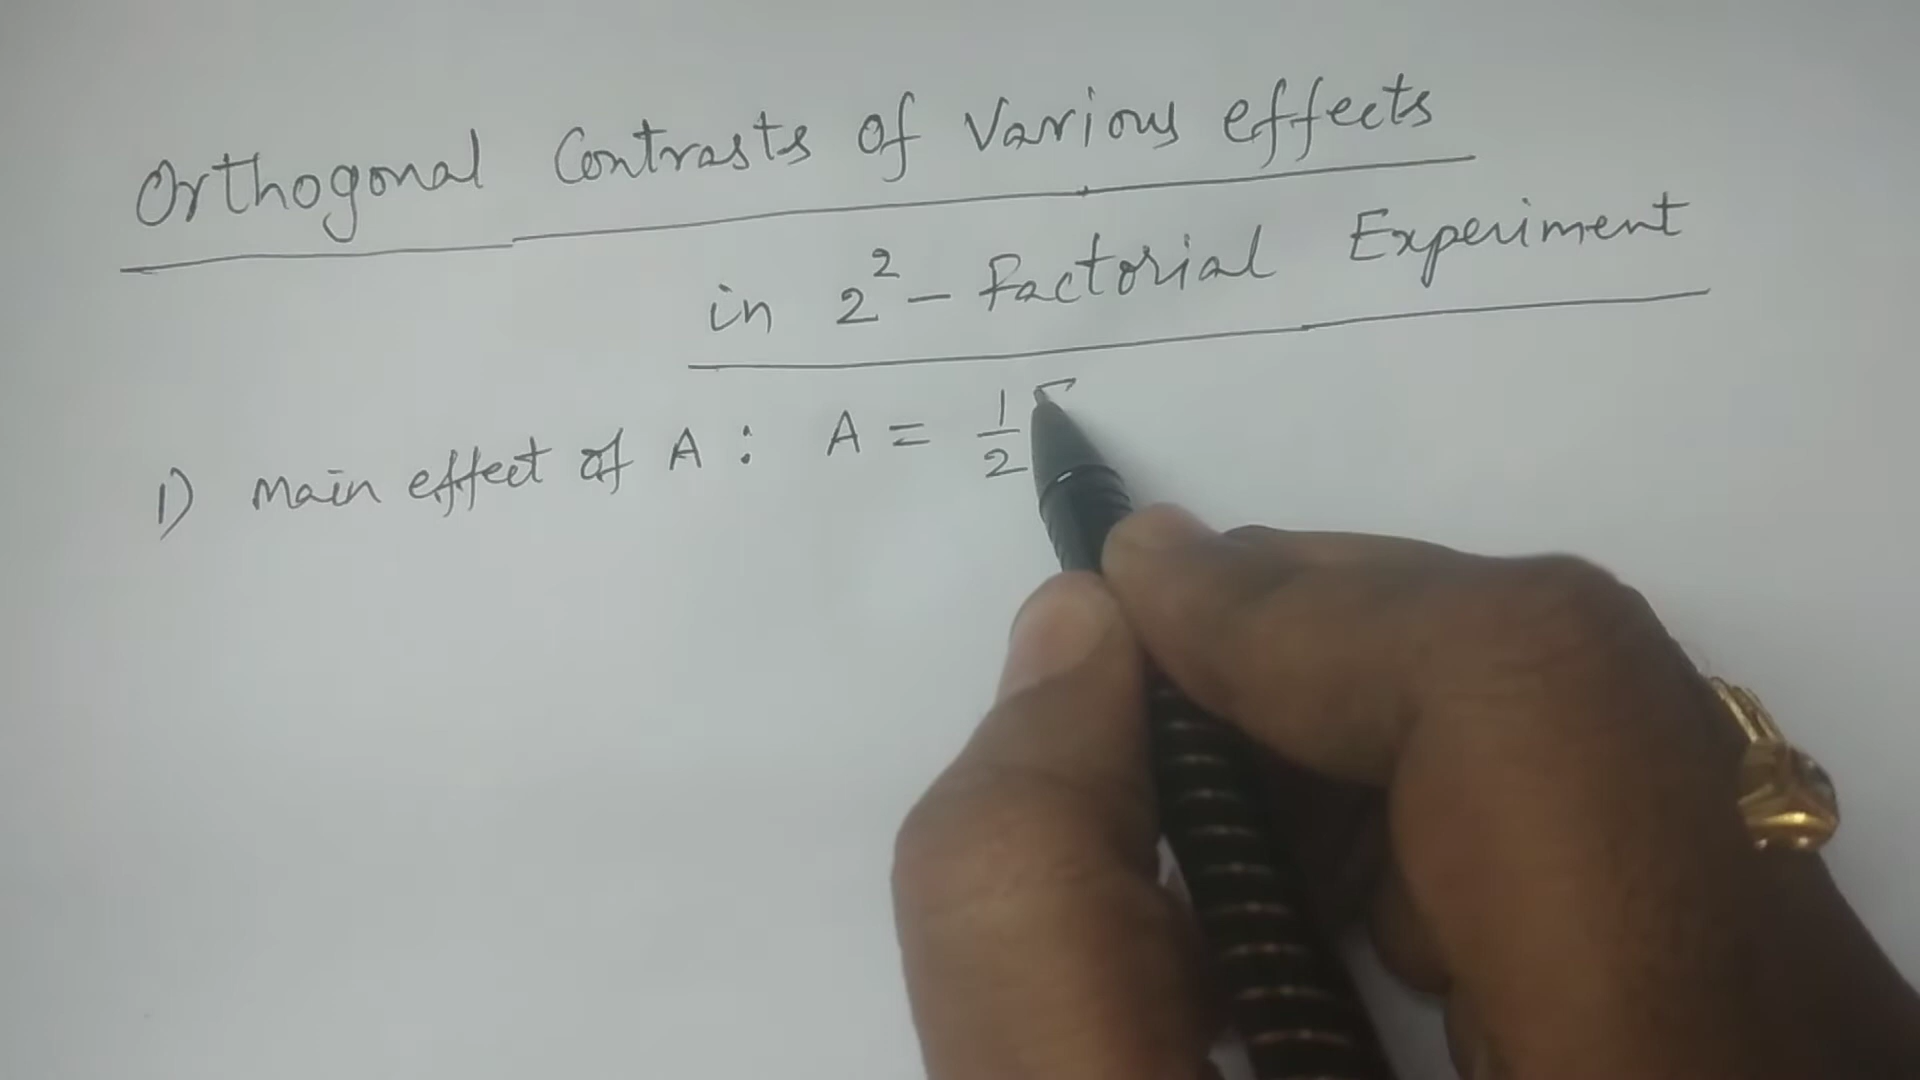 Orthogonal Contrasts of Various effects
in 2² - Factorial Experiment
1) Main effect of A : A = 1/2 [